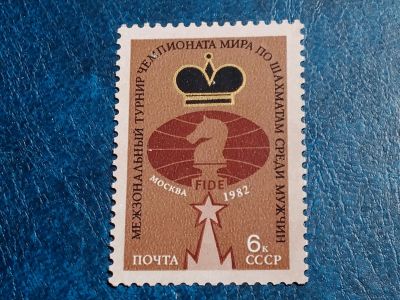 МЕЖЗОНАЛЬНЫЙ ТУРНИР ЧЕМПИОНАТА МИРА ПО ШАХМАТАМ СРЕДИ МУЖЧИН
FIDE
МОСКВА 1982
6к
ПОЧТА СССР